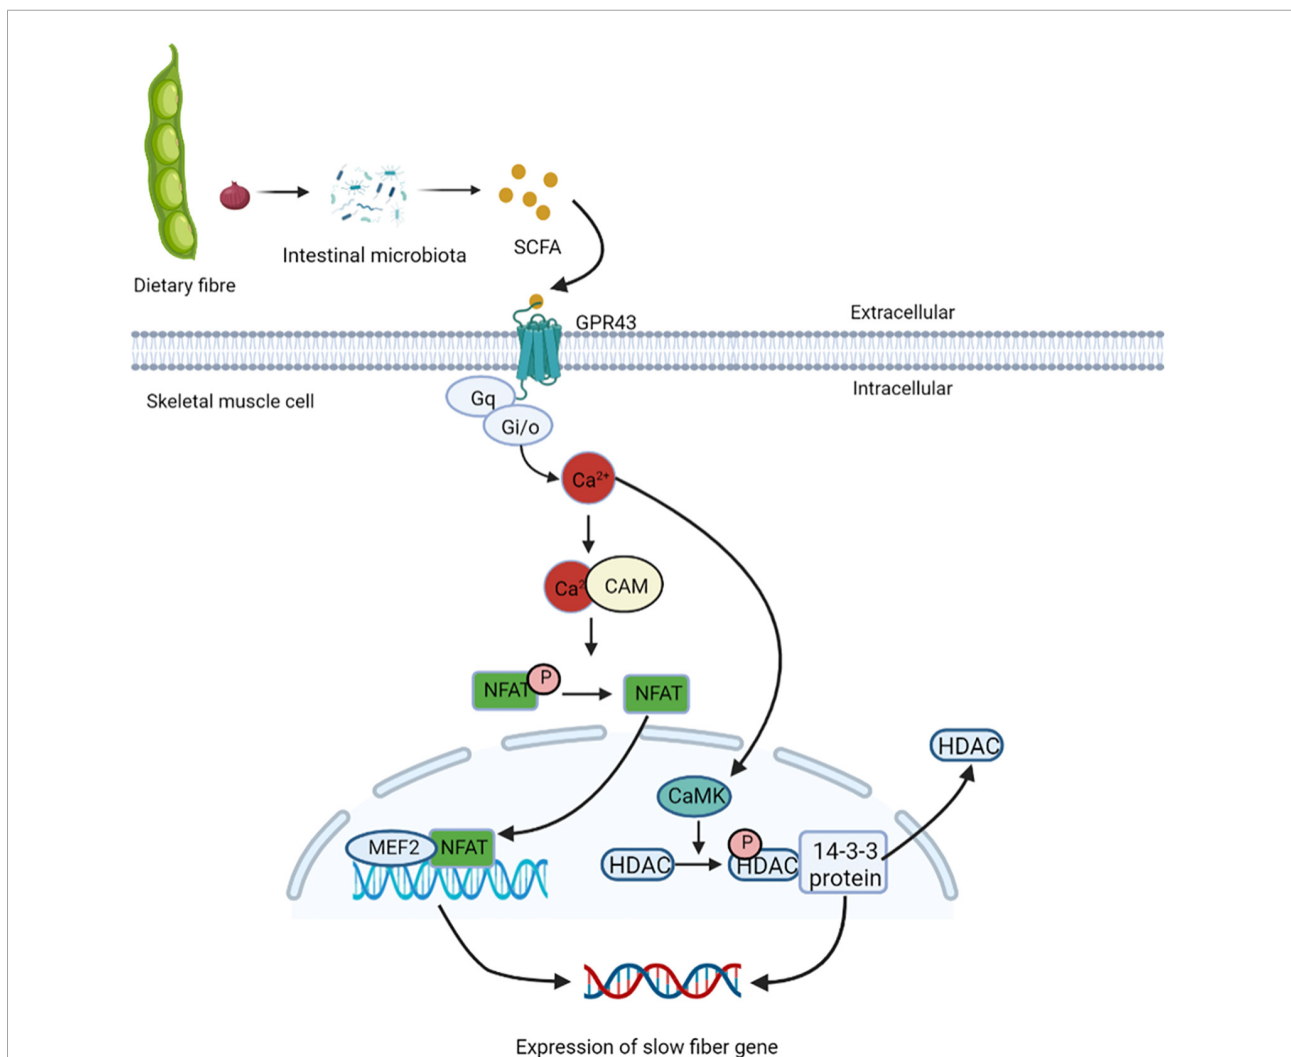 Intestinal microbiota
SCFA
Dietary fibre
GPR43
Extracellular
Intracellular
Skeletal muscle cell
Gq
Gi/o
Ca²⁺
Ca²
CAM
NFAT
P
NFAT
HDAC
CaMK
MEF2
NFAT
HDAC
P
HDAC
14-3-3
protein
Expression of slow fiber gene